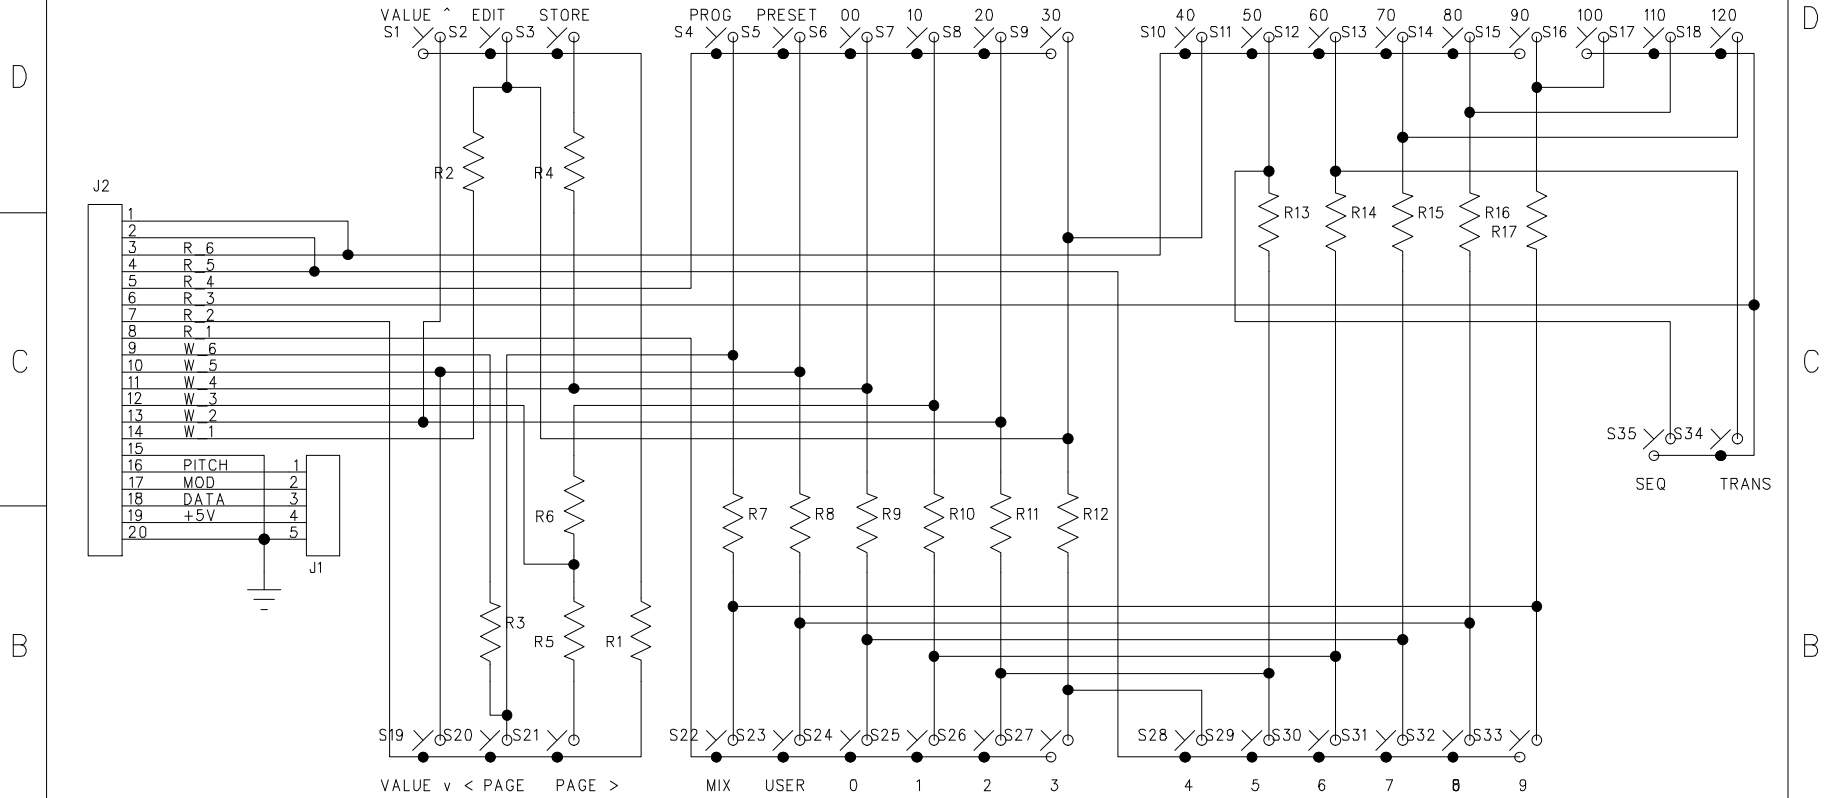 VALUE ^ EDIT STORE PROG PRESET 00 10 20 30 40 50 60 70 80 90 100 110 120 D
S1 S2 S3 S4 S5 S6 S7 S8 S9 S10 S11 S12 S13 S14 S15 S16 S17 S18
D
R2 R4
J2
R13 R14 R15 R16
R17
1
2
3 R_6
4 R_5
5 R_4
6 R_3
7 R_2
8 R_1
9 W_6
10 W_5
11 W_4
12 W_3
13 W_2
14 W_1
C C
15
16 PITCH 1
17 MOD 2
18 DATA 3
19 +5V 4
20 5
J1
S35 S34
SEQ TRANS
R6 R7 R8 R9 R10 R11 R12
R3 R5 R1
B B
S19 S20 S21 S22 S23 S24 S25 S26 S27 S28 S29 S30 S31 S32 S33
VALUE v < PAGE PAGE > MIX USER 0 1 2 3 4 5 6 7 8 9